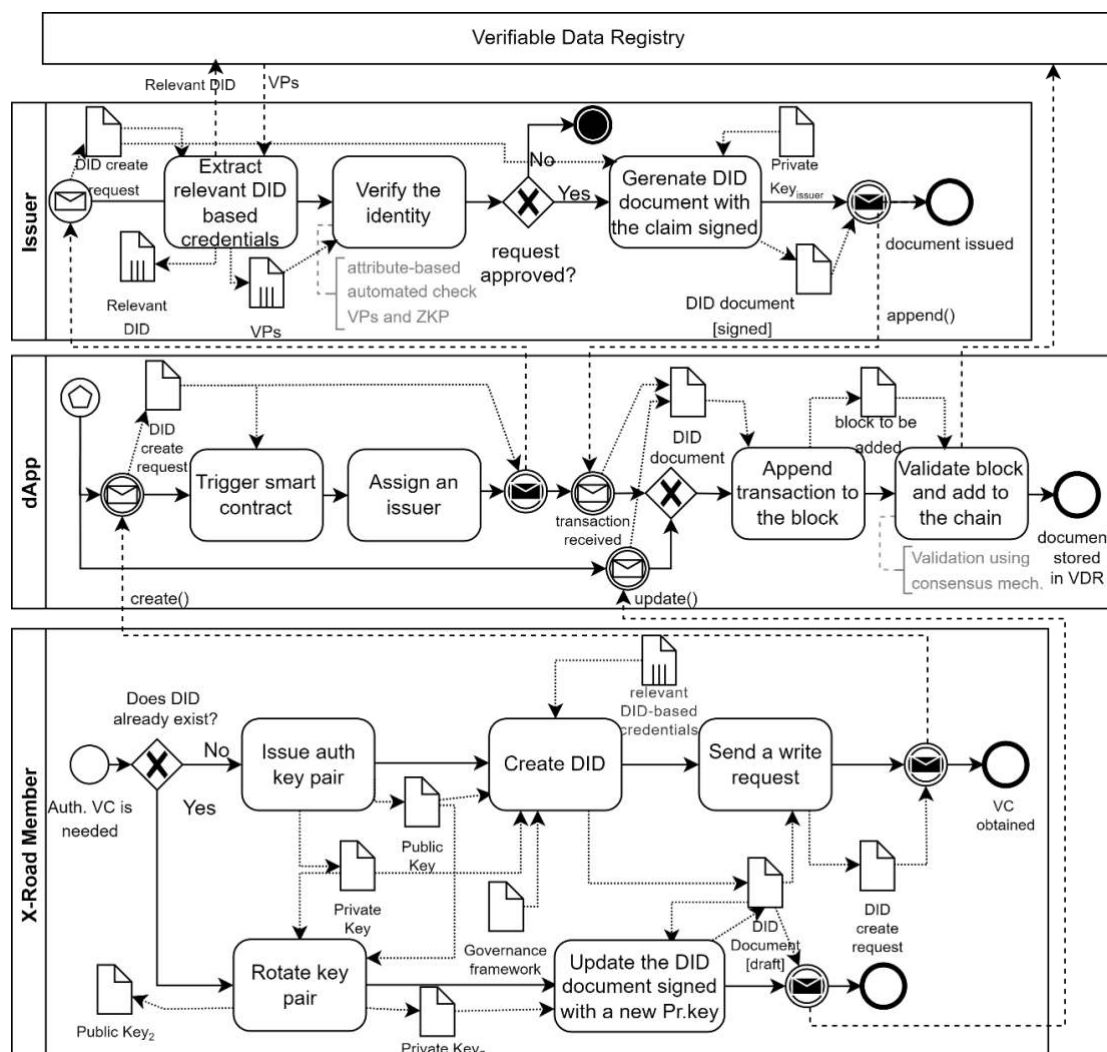 Verifiable Data Registry
Relevant DID
VPs
Issuer
DID create
request
Extract
relevant DID
based
credentials
Verify the
identity
No
Yes
request
approved?
Gerenate DID
document with
the claim signed
Private
Key issuer
document issued
Relevant
DID
VPs
attribute-based
automated check
VPs and ZKP
DID document
[signed]
append()
dApp
DID
create
request
Trigger smart
contract
Assign an
issuer
transaction
received
DID
document
Append
transaction to
the block
block to be
added
Validate block
and add to
the chain
documen
stored
in VDR
Validation using
consensus mech.
create()
update()
X-Road Member
Does DID
already exist?
No
Yes
Auth. VC is
needed
Issue auth
key pair
Public
Key
Private
Key
Create DID
relevant
DID-based
credentials
Send a write
request
VC
obtained
Governance
framework
DID
Document
[draft]
DID
create
request
Rotate key
pair
Update the DID
document signed
with a new Pr.key
Public Key2
Private Key